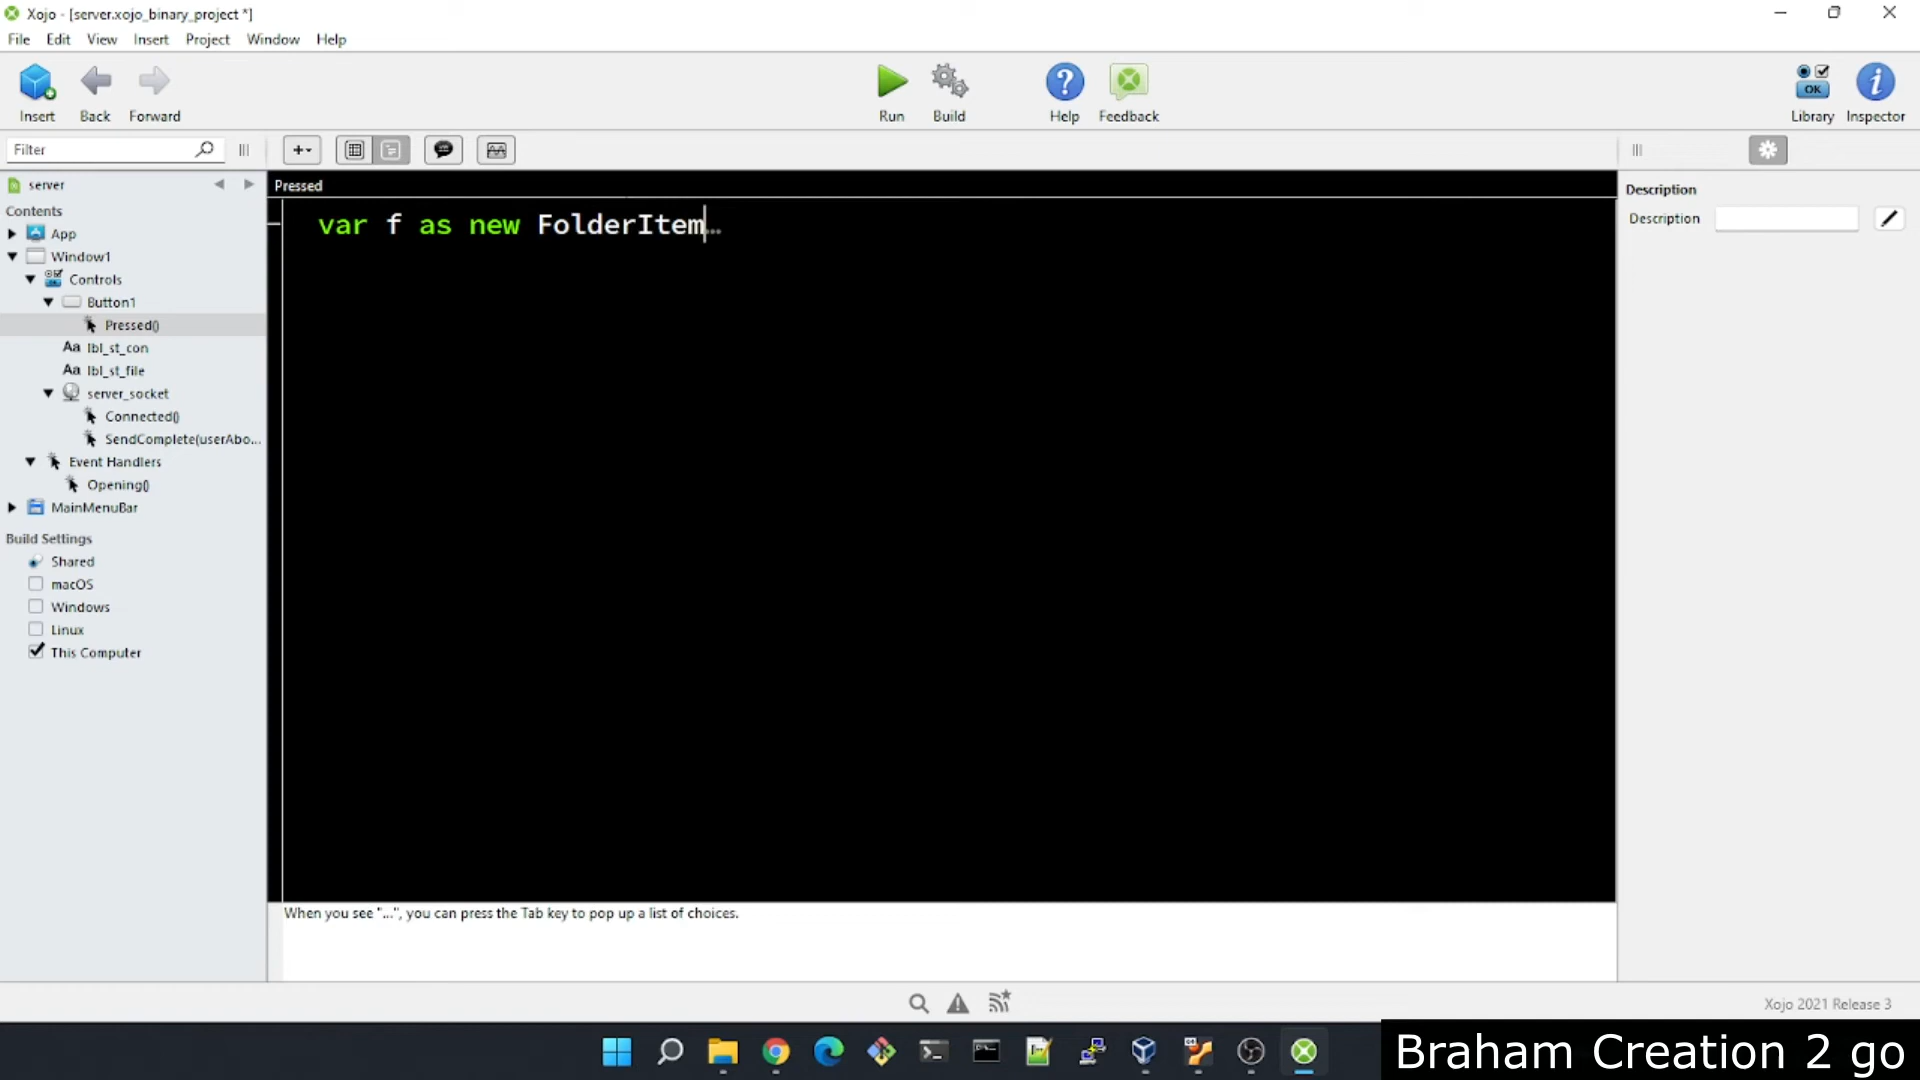 Xojo - [server.xojo_binary_project *]
File Edit View Insert Project Window Help
Insert Back Forward Run Build Help Feedback OK Library Inspector
Filter
server
Pressed
Description
Contents
var f as new FolderItem…
Description
App
Window1
Controls
Button1
Pressed()
Aa lbl_st_con
Aa lbl_st_file
server_socket
Connected()
SendComplete(userAbo...
Event Handlers
Opening()
MainMenuBar
Build Settings
Shared
macOS
Windows
Linux
This Computer
When you see "...", you can press the Tab key to pop up a list of choices.
Xojo 2021 Release 3
Braham Creation 2 go